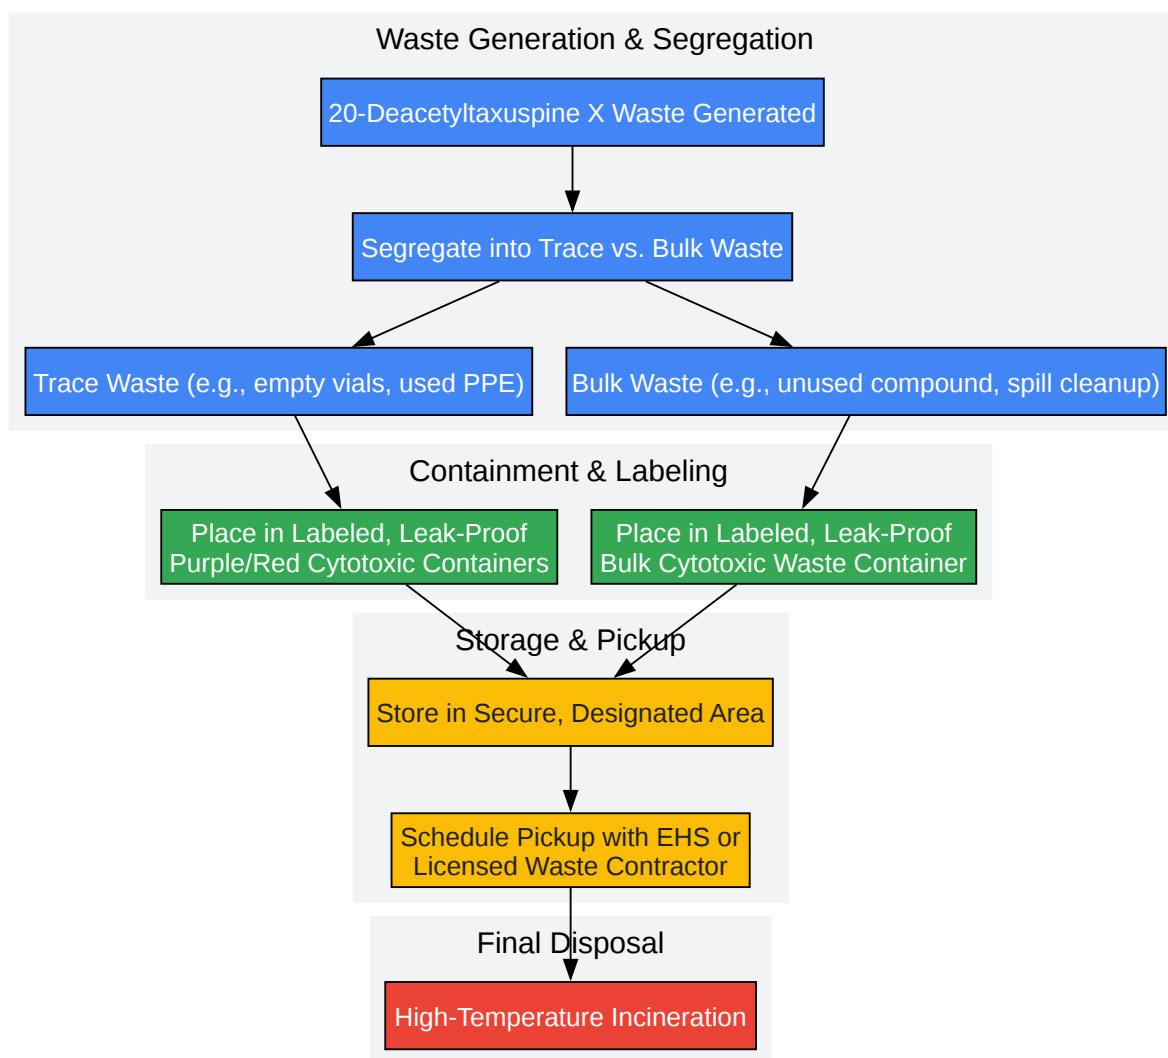 Waste Generation & Segregation
20-Deacetyltaxuspine X Waste Generated
Segregate into Trace vs. Bulk Waste
Trace Waste (e.g., empty vials, used PPE)
Bulk Waste (e.g., unused compound, spill cleanup)
Containment & Labeling
Place in Labeled, Leak-Proof
Purple/Red Cytotoxic Containers
Place in Labeled, Leak-Proof
Bulk Cytotoxic Waste Container
Storage & Pickup
Store in Secure, Designated Area
Schedule Pickup with EHS or
Licensed Waste Contractor
Final Disposal
High-Temperature Incineration